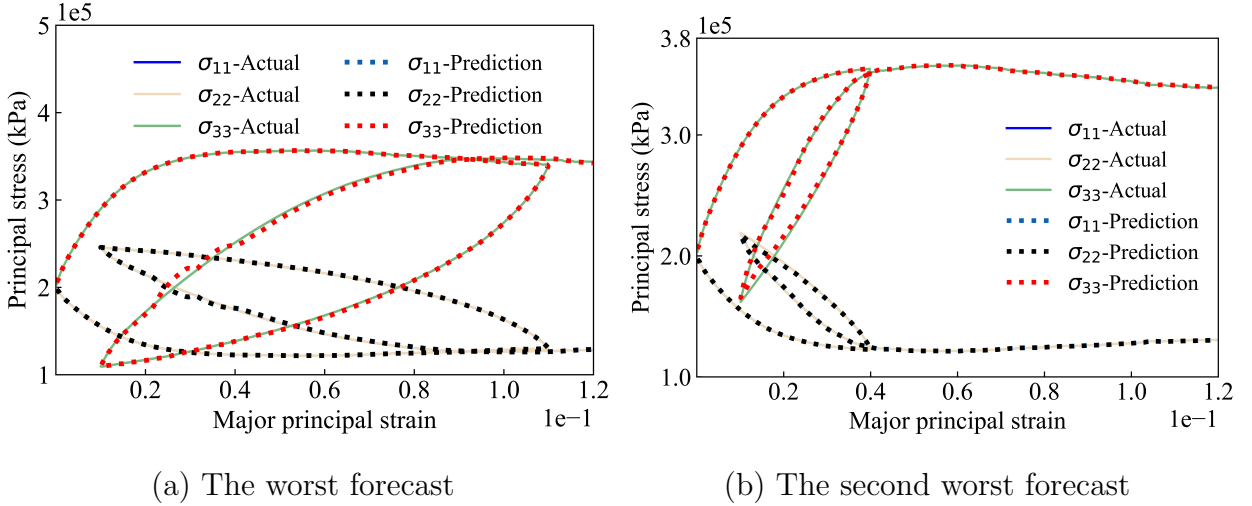 1e5
5
4
3
2
1
Principal stress (kPa)
σ11-Actual
σ22-Actual
σ33-Actual
σ11-Prediction
σ22-Prediction
σ33-Prediction
0.2 0.4 0.6 0.8 1.0 1.2
Major principal strain
1e−1
(a) The worst forecast
1e5
3.8
3.0
2.0
1.0
Principal stress (kPa)
σ11-Actual
σ22-Actual
σ33-Actual
σ11-Prediction
σ22-Prediction
σ33-Prediction
0.2 0.4 0.6 0.8 1.0 1.2
Major principal strain
1e−1
(b) The second worst forecast